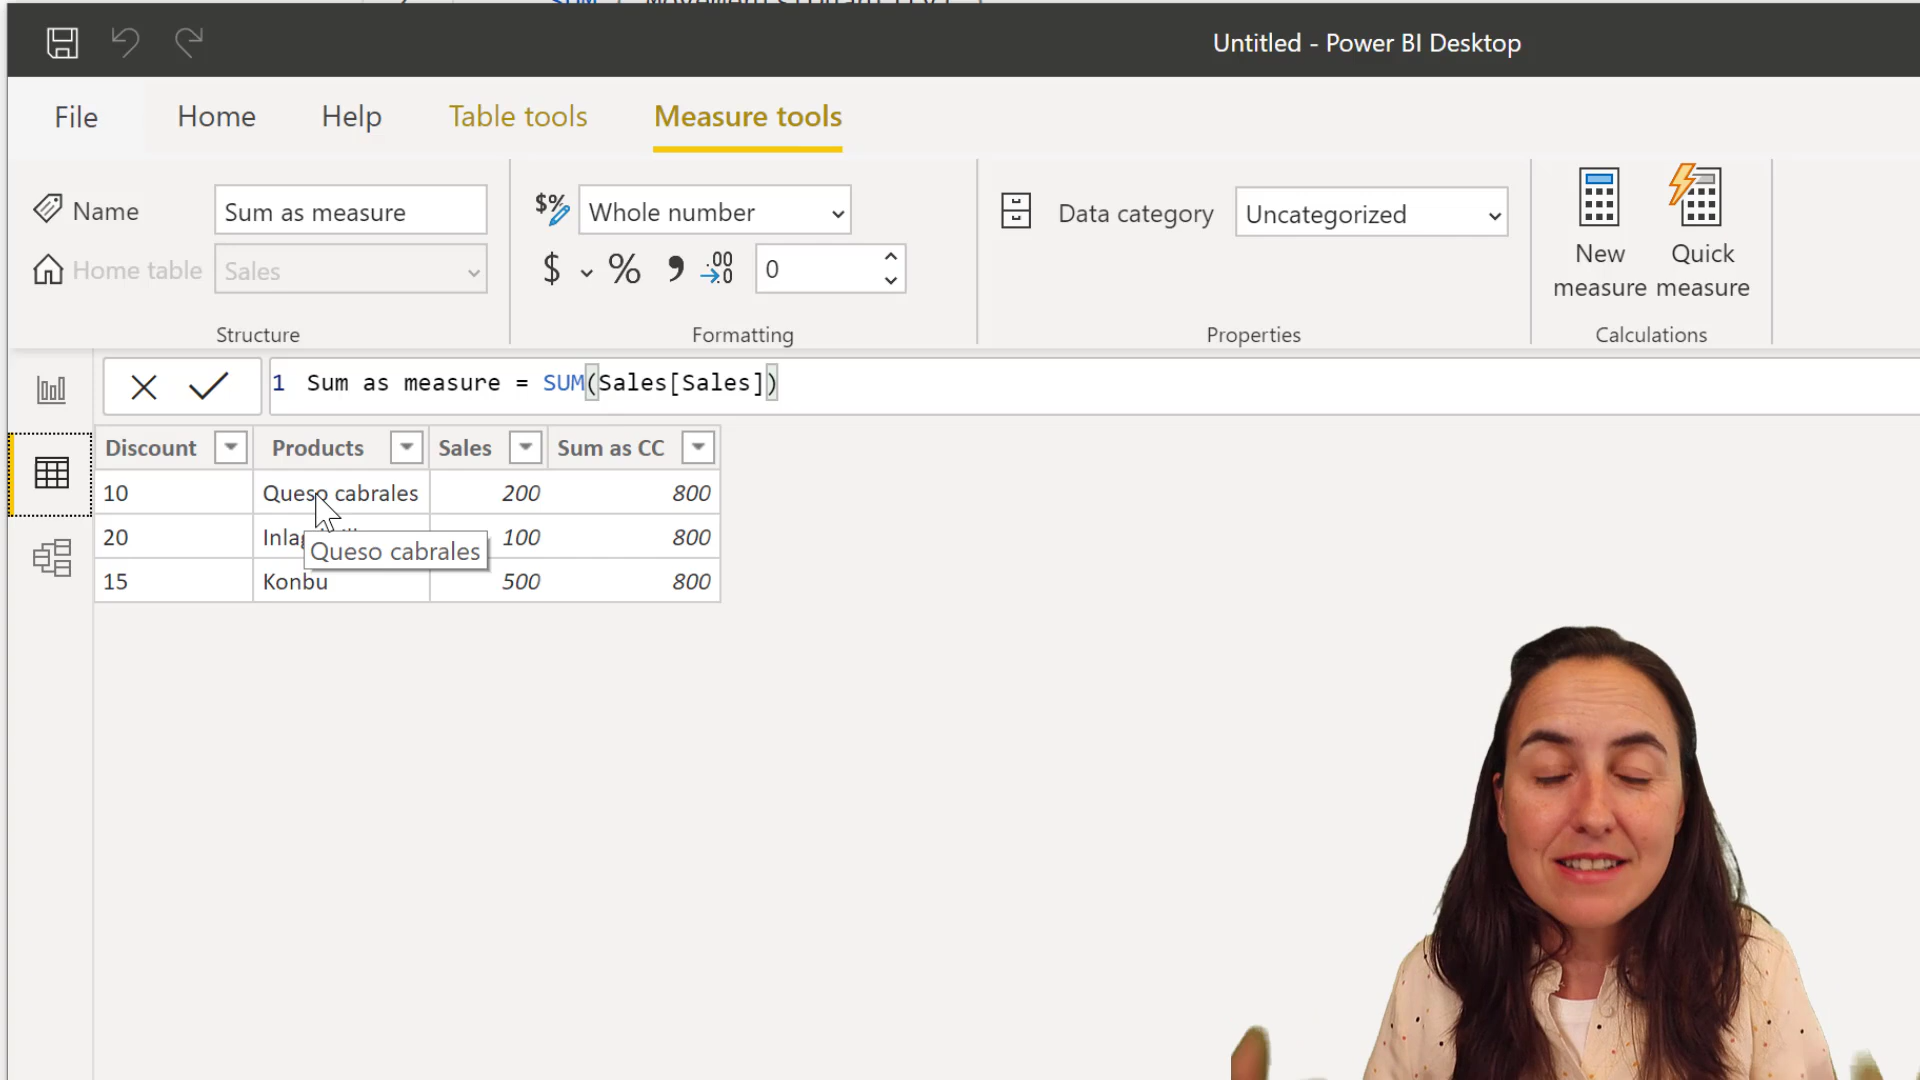 Untitled - Power BI Desktop
File Home Help Table tools Measure tools
Name Sum as measure Whole number Data category Uncategorized
Home table Sales $ % , .00 .0 0
New measure
Quick measure
Structure Formatting Properties Calculations
1 Sum as measure = SUM(Sales[Sales])
Discount Products Sales Sum as CC
10 Queso cabrales 200 800
20 100 800
Queso cabrales
15 Konbu 500 800